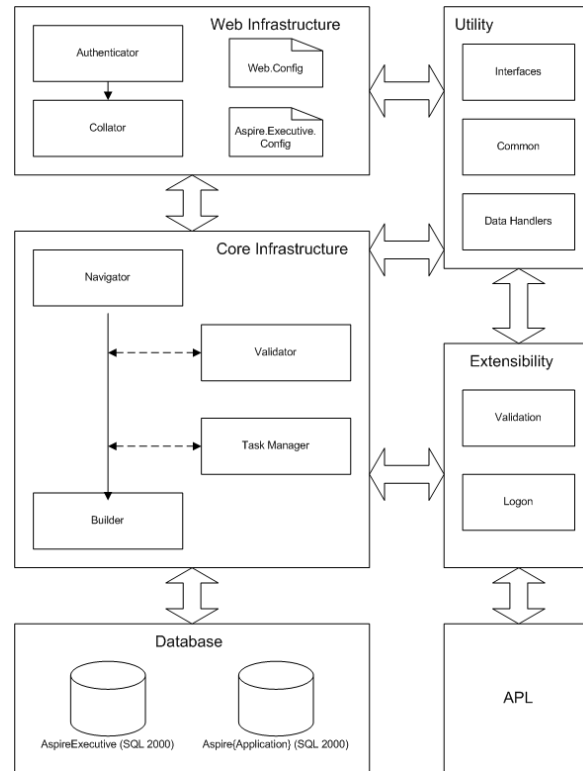 Web Infrastructure
Authenticator
Collator
Web.Config
Aspire.Executive.
Config
Utility
Interfaces
Common
Data Handlers
Core Infrastructure
Navigator
Validator
Task Manager
Builder
Extensibility
Validation
Logon
Database
AspireExecutive (SQL 2000)
Aspire{Application} (SQL 2000)
APL